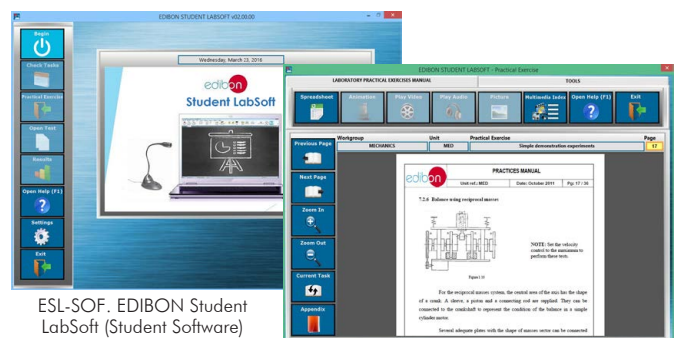 EDIBON STUDENT LABSOFT v02.00.00
Begin
Check Tasks
Practical Exercise
Open Test
Results
Open Help (F1)
Settings
Exit
Wednesday, March 23, 2016
edibon
Student LabSoft
ESL-SOF. EDIBON Student
LabSoft (Student Software)
EDIBON STUDENT LABSOFT - Practical Exercise
LABORATORY PRACTICAL EXERCISES MANUAL
TOOLS
Spreadsheet
Animation
Play Video
Play Audio
Picture
Multimedia Index
Open Help (F1)
Exit
Workgroup
Unit
Practical Exercise
Page
MECHANICS
MED
Simple demonstration experiments
17
Previous Page
Next Page
Zoom In
Zoom Out
Current Task
Appendix
edibon
PRACTICES MANUAL
Unit ref.: MED
Date: October 2011
Pg: 17 / 36
7.2.6 Balance using reciprocal masses
NOTE: Set the velocity
control to the maximum to
perform these tests.
For the reciprocal masses system, the central area of the axis has the shape
of a crank. A sleeve, a piston and a connecting rod are supplied. They can be
connected to the crankshaft to represent the condition of the balance in a simple
cylinder motor.
Several adequate plates with the shape of masses sector can be connected